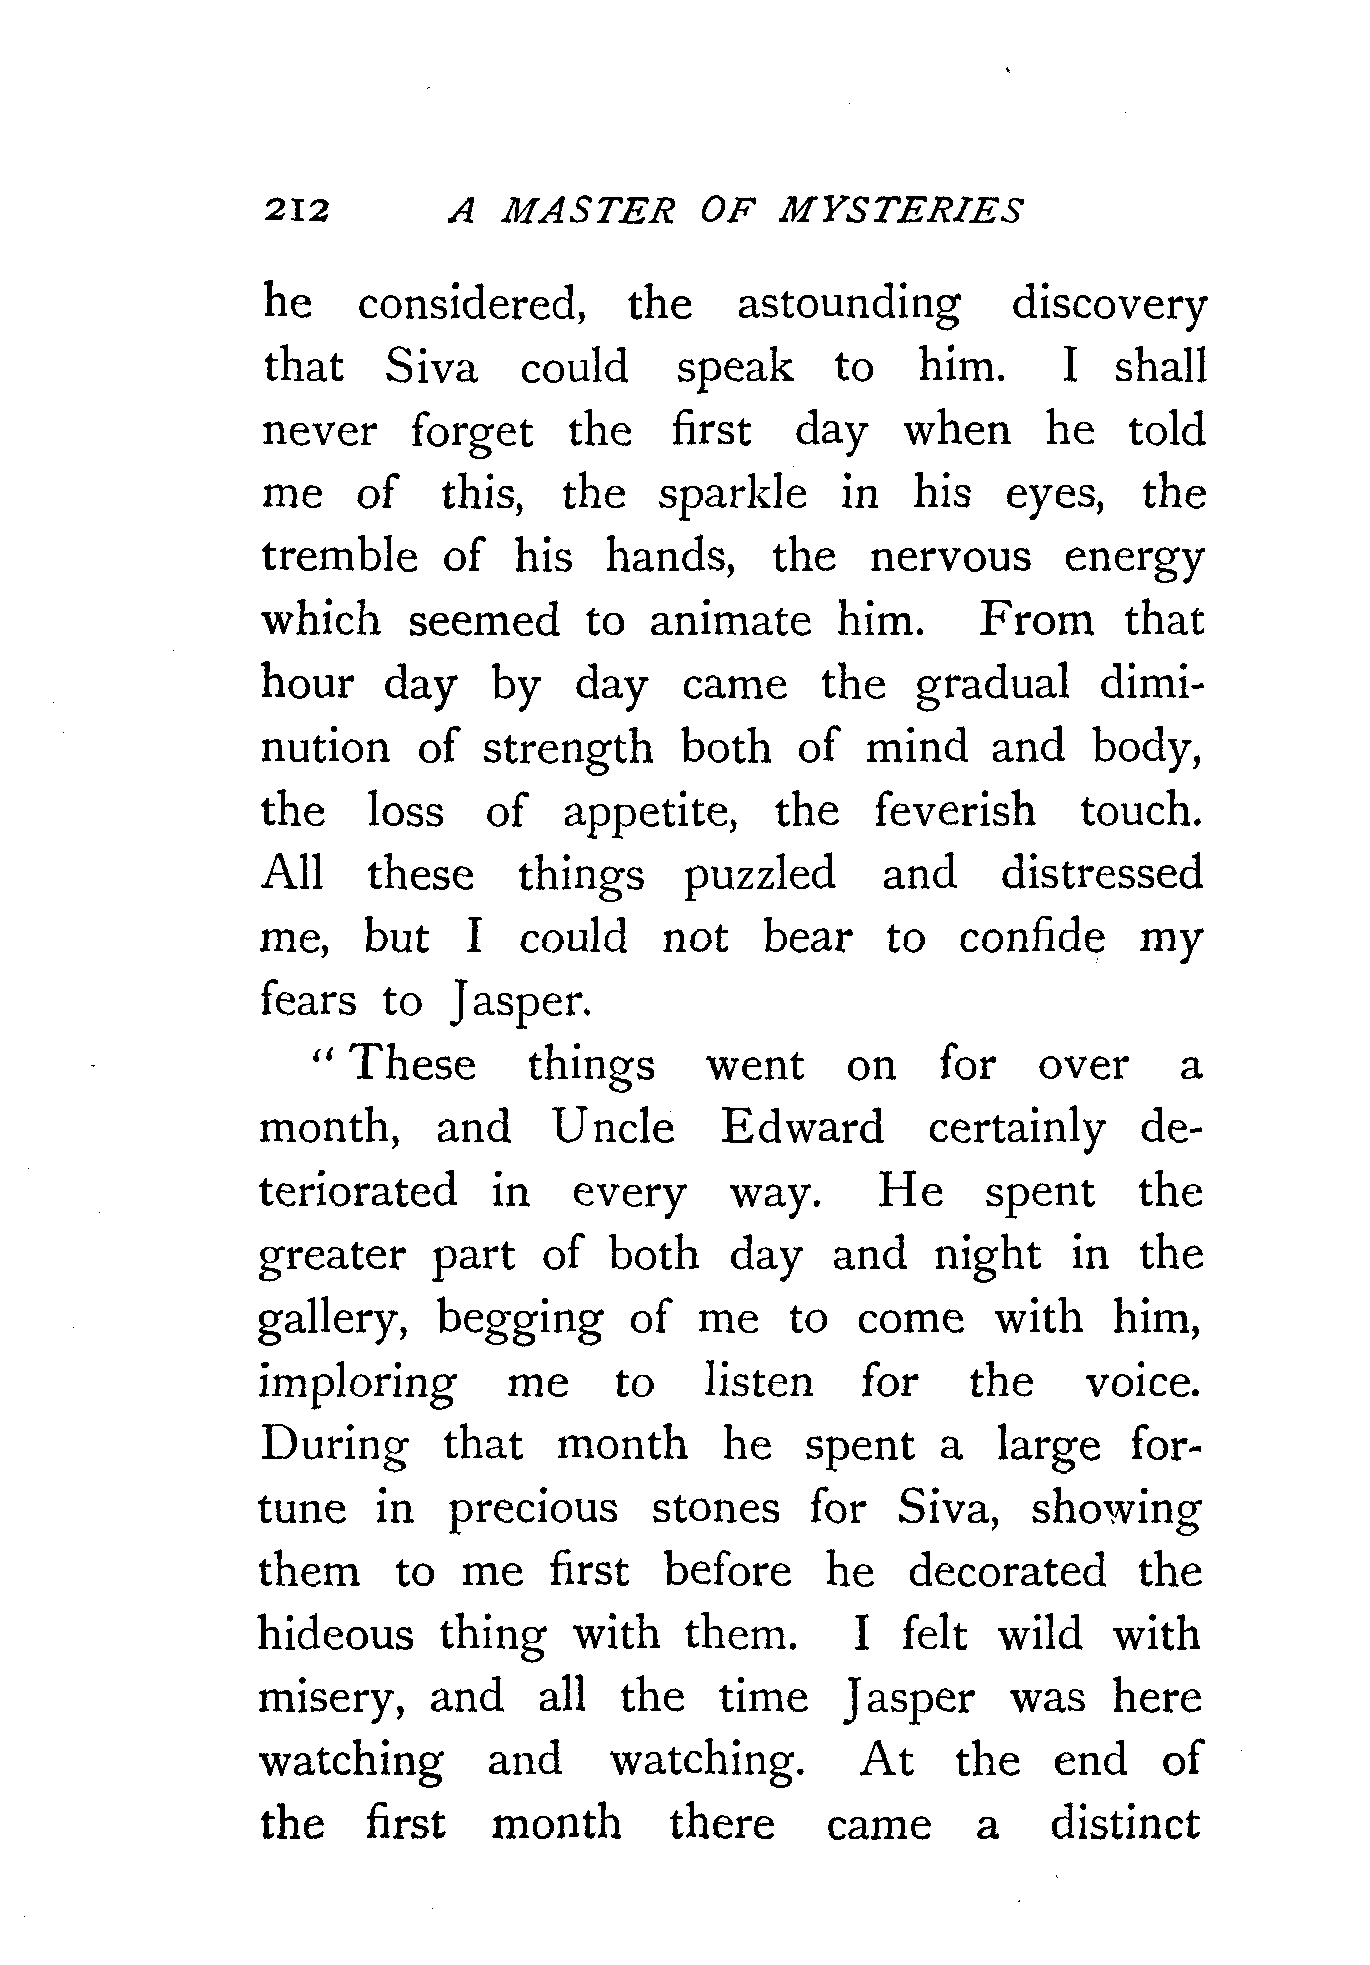 212 A MASTER OF MYSTERIES
he considered, the astounding discovery
that Siva could speak to him. I shall
never forget the first day when he told
me of this, the sparkle in his eyes, the
tremble of his hands, the nervous energy
which seemed to animate him. From that
hour day by day came the gradual dimi-
nution of strength both of mind and body,
the loss of appetite, the feverish touch.
All these things puzzled and distressed
me, but I could not bear to confide my
fears to Jasper.
“ These things went on for over a
month, and Uncle Edward certainly de-
teriorated in every way. He spent the
greater part of both day and night in the
gallery, begging of me to come with him,
imploring me to listen for the voice.
During that month he spent a large for-
tune in precious stones for Siva, showing
them to me first before he decorated the
hideous thing with them. I felt wild with
misery, and all the time Jasper was here
watching and watching. At the end of
the first month there came a distinct